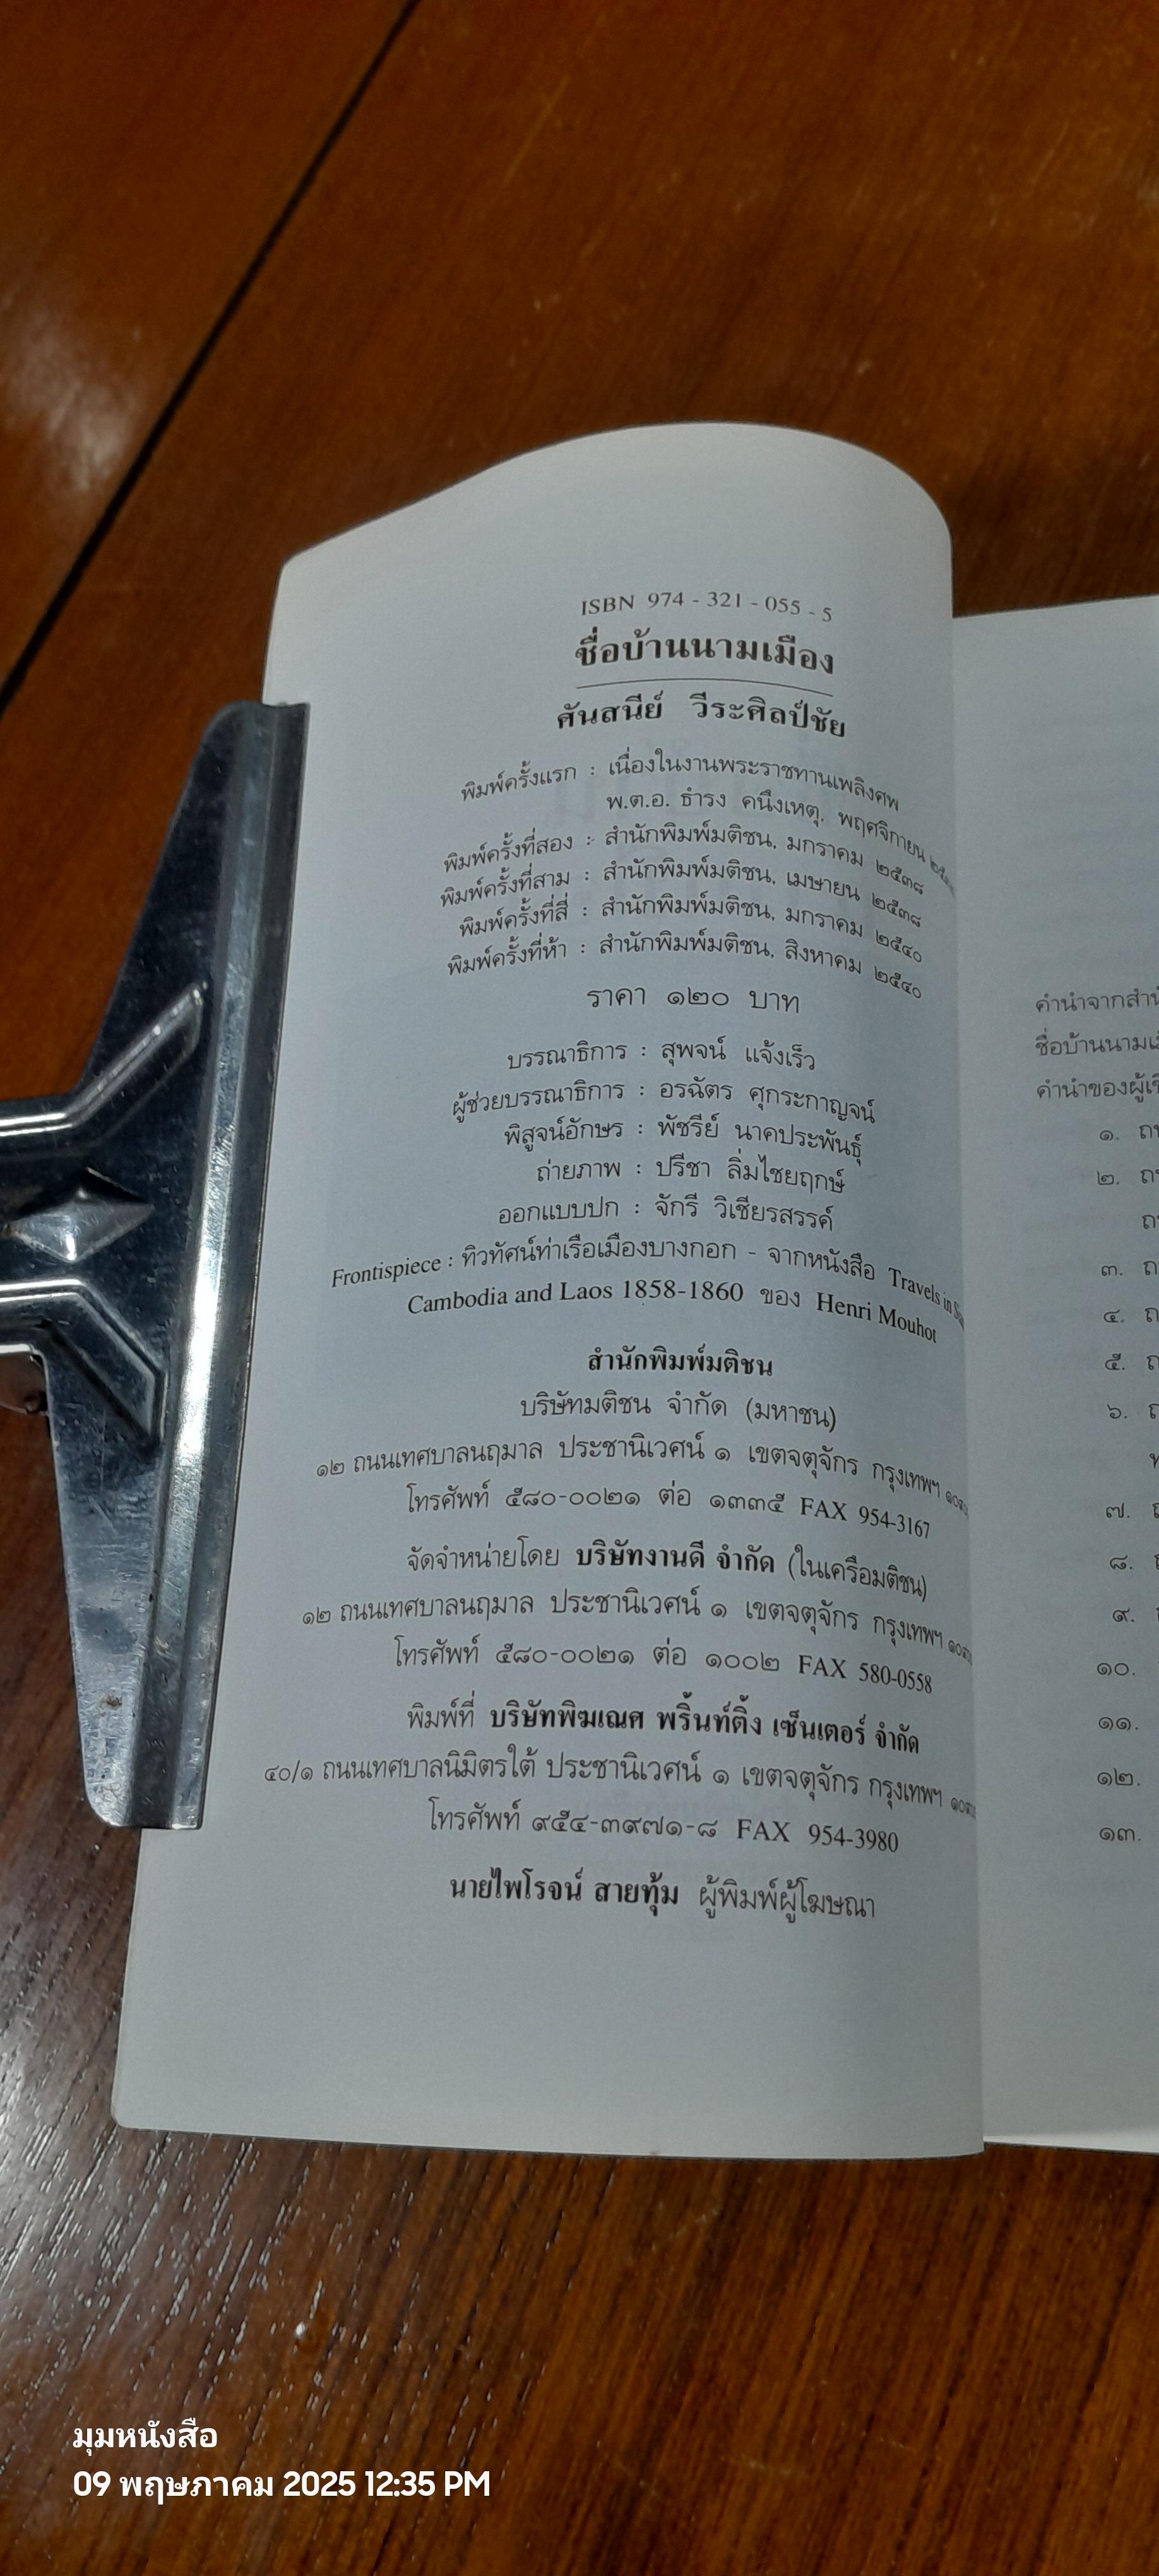 ISBN 974 - 321 - 055 - 5
ชื่อบ้านนามเมือง
ศันสนีย์ วีระศิลป์ชัย
พิมพ์ครั้งแรก : เนื่องในงานพระราชทานเพลิงศพ
พ.ต.อ. ธำรง คนึงเหตุ, พฤศจิกายน
พิมพ์ครั้งที่สอง : สำนักพิมพ์มติชน, มกราคม ๒๕๓๘
พิมพ์ครั้งที่สาม : สำนักพิมพ์มติชน, เมษายน ๒๕๓๘
พิมพ์ครั้งที่สี่ : สำนักพิมพ์มติชน, มกราคม ๒๕๔๐
พิมพ์ครั้งที่ห้า : สำนักพิมพ์มติชน, สิงหาคม ๒๕๔๐
ราคา ๑๒๐ บาท
บรรณาธิการ : สุพจน์ แจ้งเร็ว
ผู้ช่วยบรรณาธิการ : อรฉัตร ศุกระกาญจน์
พิสูจน์อักษร : พัชรีย์ นาคประพันธุ์
ถ่ายภาพ : ปรีชา ลิ่มไชยฤกษ์
ออกแบบปก : จักรี วิเชียรสรรค์
Frontispiece : ทิวทัศน์ท่าเรือเมืองบางกอก - จากหนังสือ Travels in
Cambodia and Laos 1858-1860 ของ Henri Mouhot
สำนักพิมพ์มติชน
บริษัทมติชน จำกัด (มหาชน)
๑๒ ถนนเทศบาลนฤมาล ประชานิเวศน์ ๑ เขตจตุจักร กรุงเทพฯ
โทรศัพท์ ๕๘๐-๐๐๒๑ ต่อ ๑๓๓๕ FAX 954-3167
จัดจำหน่ายโดย บริษัทงานดี จำกัด (ในเครือมติชน)
๑๒ ถนนเทศบาลนฤมาล ประชานิเวศน์ ๑ เขตจตุจักร กรุงเทพฯ
โทรศัพท์ ๕๘๐-๐๐๒๑ ต่อ ๑๐๐๒ FAX 580-0558
พิมพ์ที่ บริษัทพิฆเณศ พริ้นท์ติ้ง เซ็นเตอร์ จำกัด
๔๐/๑ ถนนเทศบาลนิมิตรใต้ ประชานิเวศน์ ๑ เขตจตุจักร กรุงเทพฯ
โทรศัพท์ ๙๕๔-๓๙๗๑-๘ FAX 954-3980
นายไพโรจน์ สายทุ้ม ผู้พิมพ์ผู้โฆษณา
คำนำจาก
ชื่อบ้านนาม
คำนำของ
๑.
๒.
๓.
๔.
๕.
๖.
๗.
๘.
๙.
๑๐.
๑๑.
๑๒.
๑๓.
มุมหนังสือ
09 พฤษภาคม 2025 12:35 PM